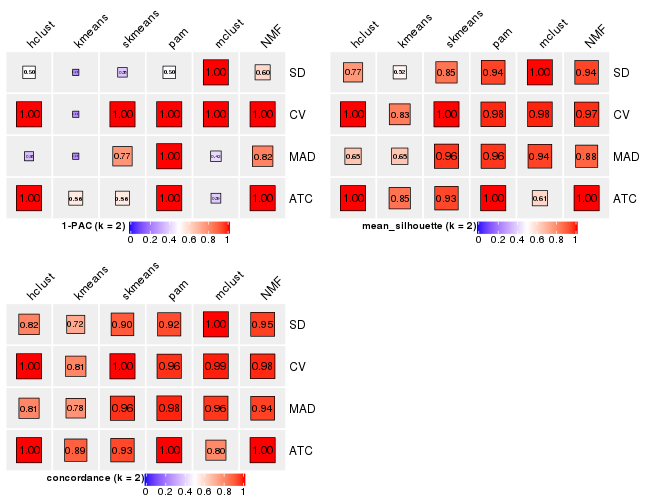 hclust kmeans skmeans pam mclust NMF
0.50 0.50 1.00 0.60 SD
1.00 1.00 1.00 1.00 1.00 CV
0.77 1.00 0.82 MAD
1.00 0.56 0.56 1.00 1.00 ATC
1-PAC (k = 2)
0 0.2 0.4 0.6 0.8 1
hclust kmeans skmeans pam mclust NMF
0.77 0.52 0.85 0.94 1.00 0.94 SD
1.00 0.83 1.00 0.98 0.98 0.97 CV
0.65 0.65 0.96 0.96 0.94 0.88 MAD
1.00 0.85 0.93 1.00 0.61 1.00 ATC
mean_silhouette (k = 2)
0 0.2 0.4 0.6 0.8 1
hclust kmeans skmeans pam mclust NMF
0.82 0.72 0.90 0.92 1.00 0.95 SD
1.00 0.81 1.00 0.96 0.99 0.98 CV
0.81 0.78 0.96 0.98 0.96 0.94 MAD
1.00 0.89 0.93 1.00 0.80 1.00 ATC
concordance (k = 2)
0 0.2 0.4 0.6 0.8 1